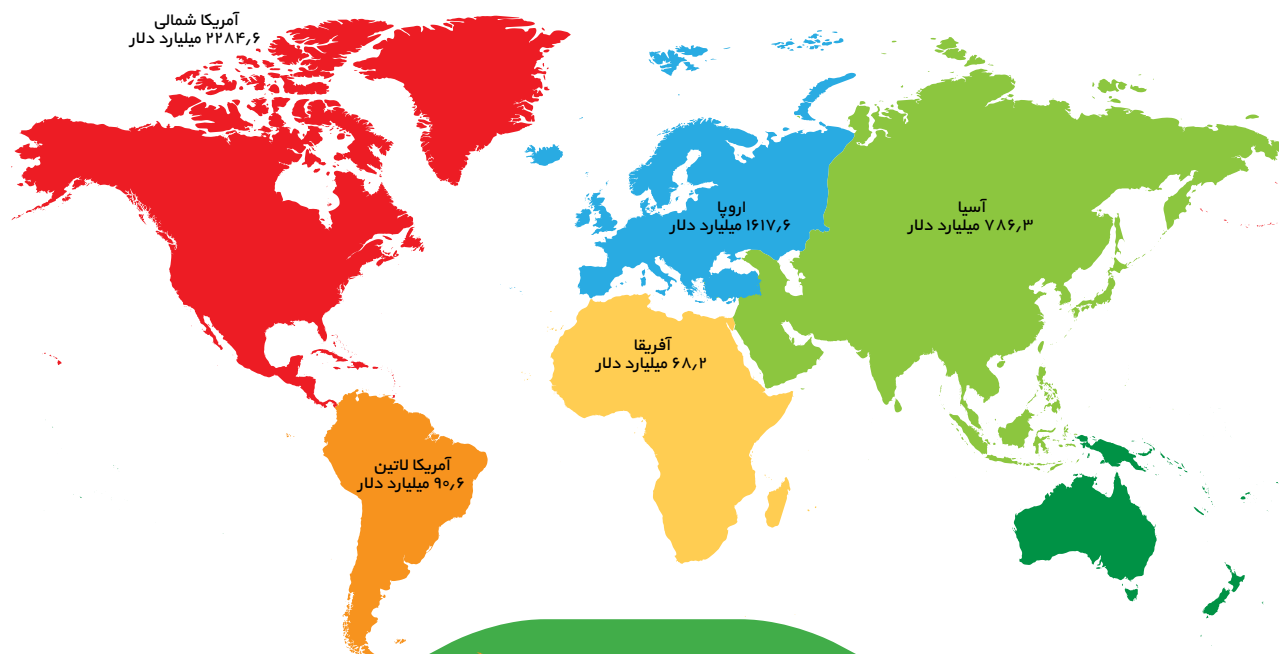 آمریکا شمالی
۲۲۸۴٫۶ میلیارد دلار
اروپا
۱۶۱۷٫۶ میلیارد دلار
آسیا
۷۸۶٫۳ میلیارد دلار
آفریقا
۶۸٫۲ میلیارد دلار
آمریکا لاتین
۹۰٫۶ میلیارد دلار